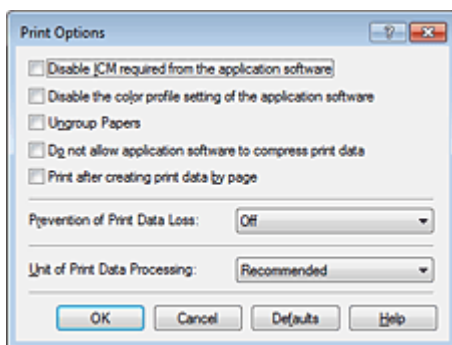 Print Options
Disable ICM required from the application software
Disable the color profile setting of the application software
Ungroup Papers
Do not allow application software to compress print data
Print after creating print data by page
Prevention of Print Data Loss: Off
Unit of Print Data Processing: Recommended
OK Cancel Defaults Help